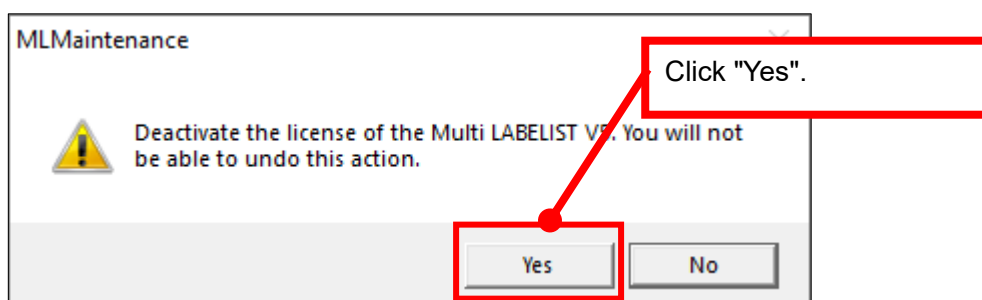 MLMaintenance
Click "Yes".
Deactivate the license of the Multi LABELIST V5. You will not
be able to undo this action.
Yes
No